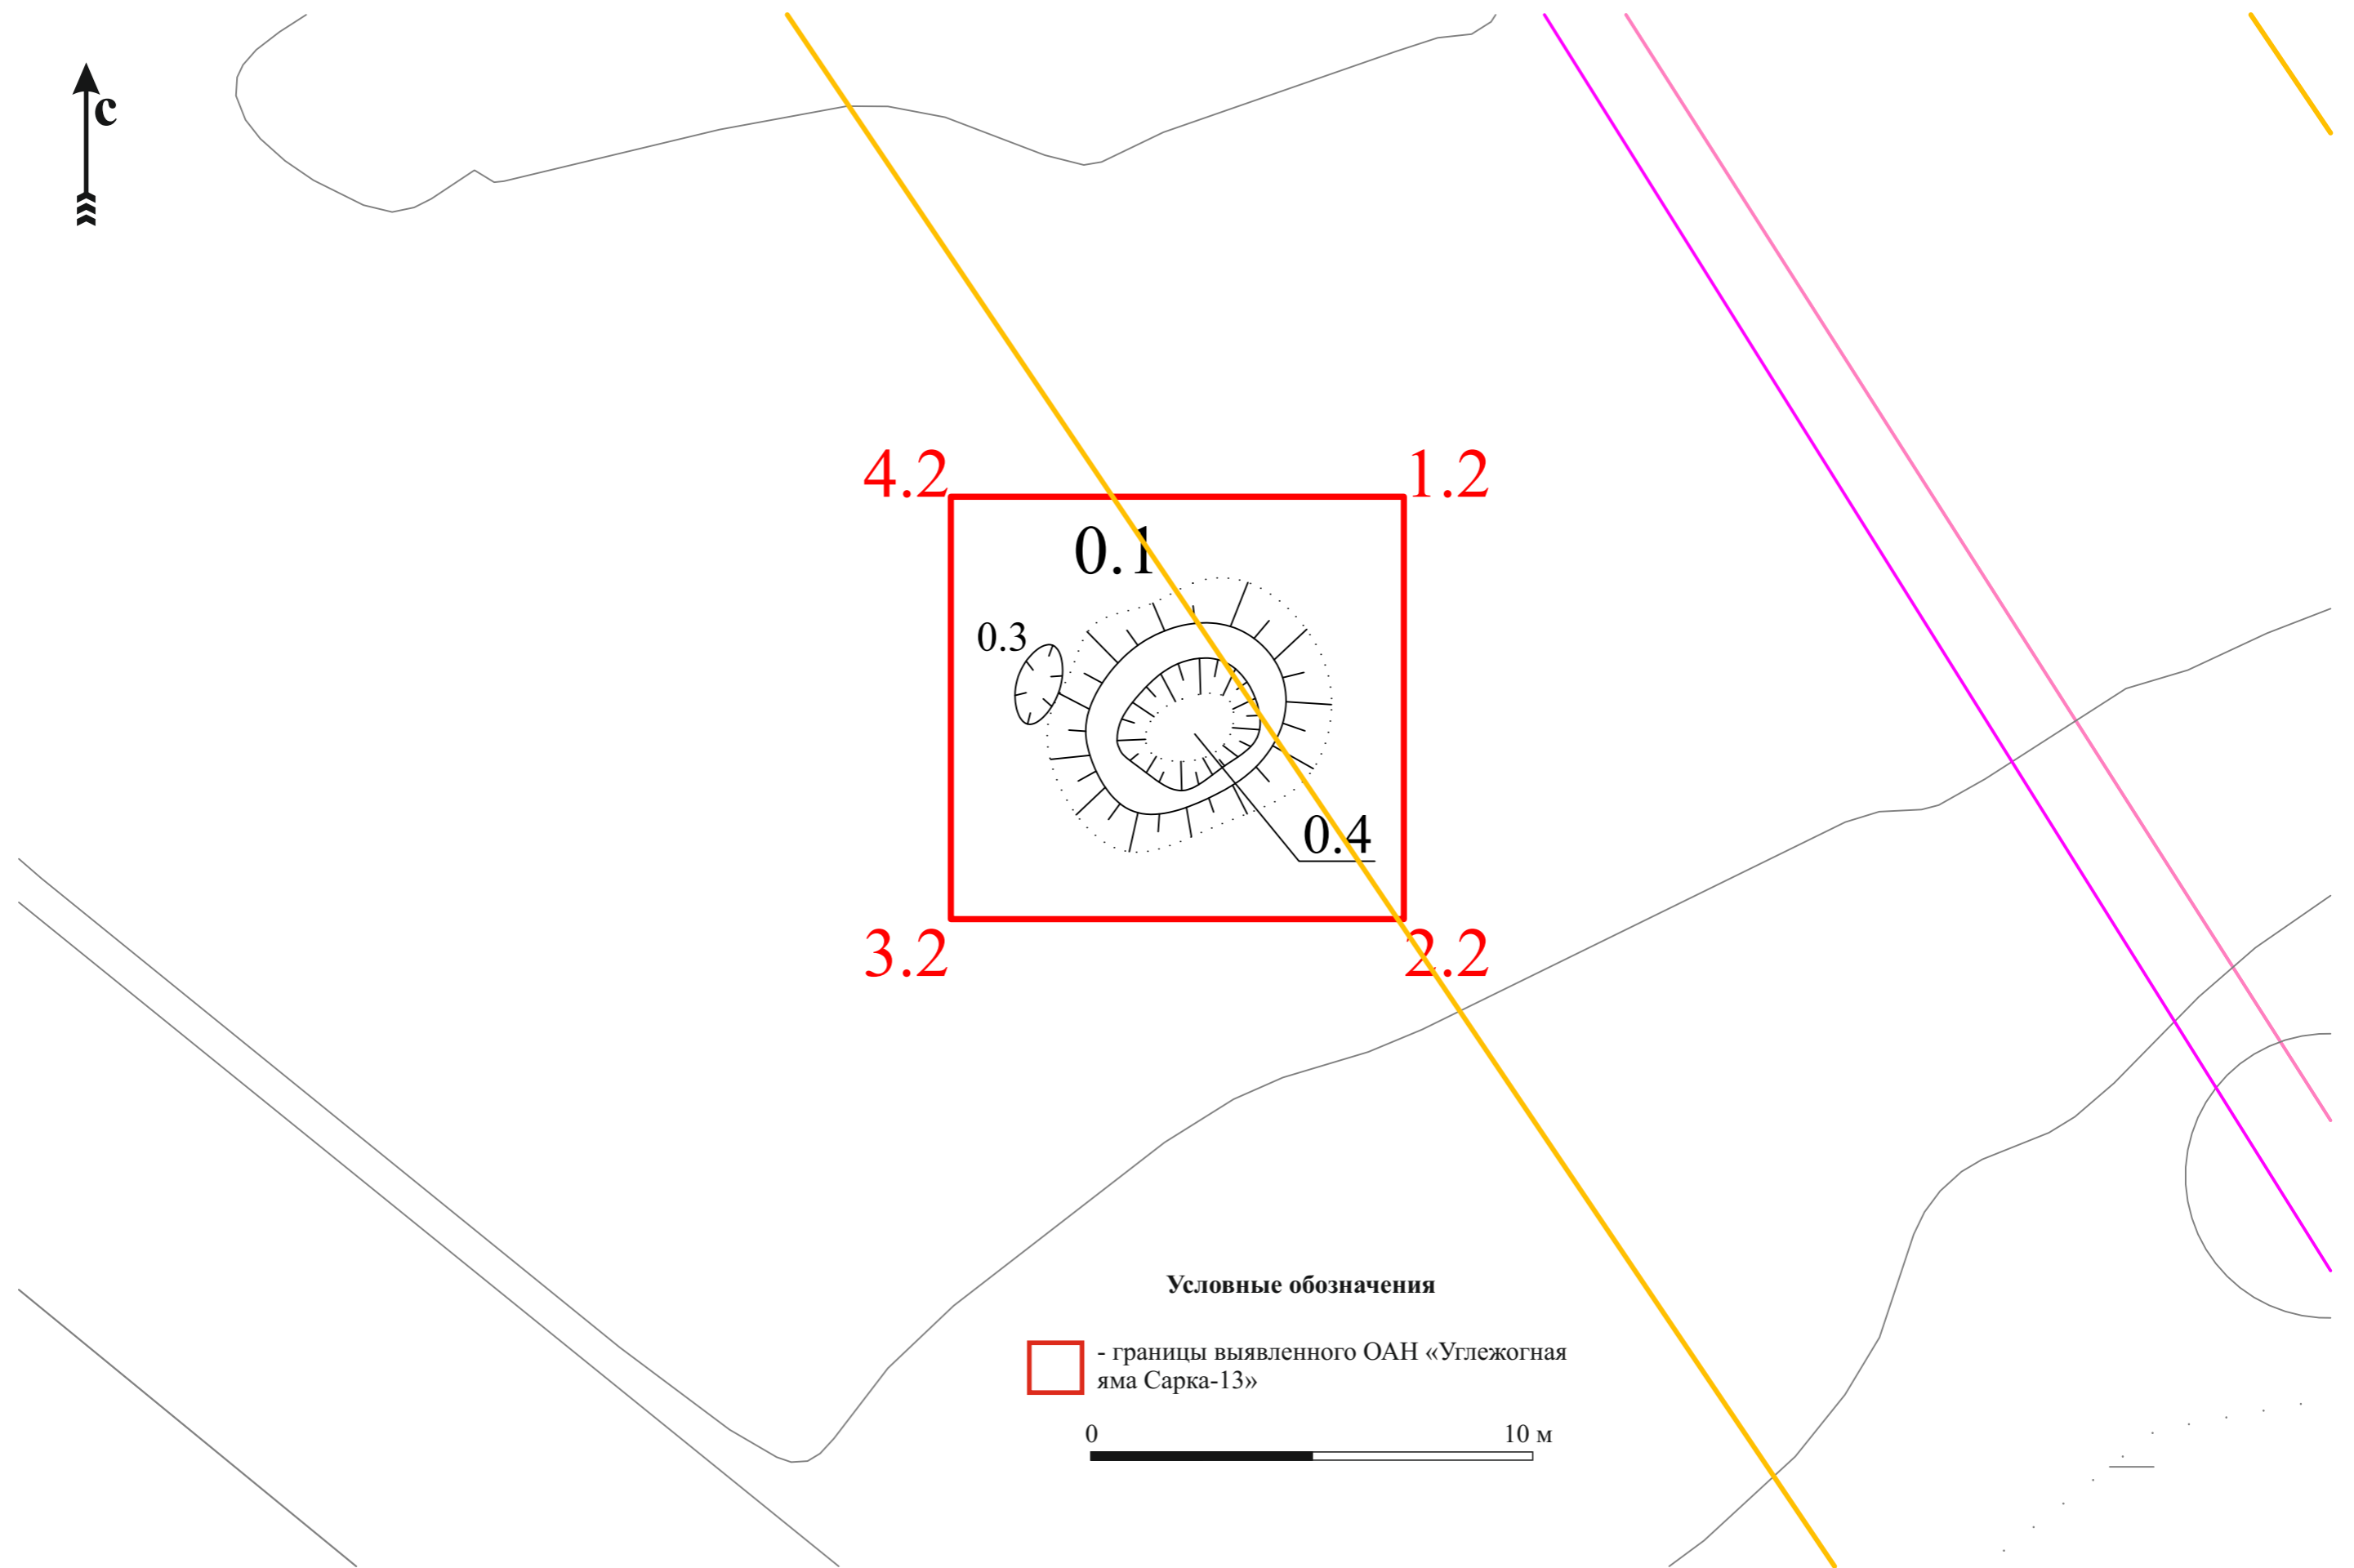 с
4.2
1.2
0.1
0.3
0.4
3.2
2.2
Условные обозначения
- границы выявленного ОАН «Углежогная
яма Сарка-13»
0
10 м